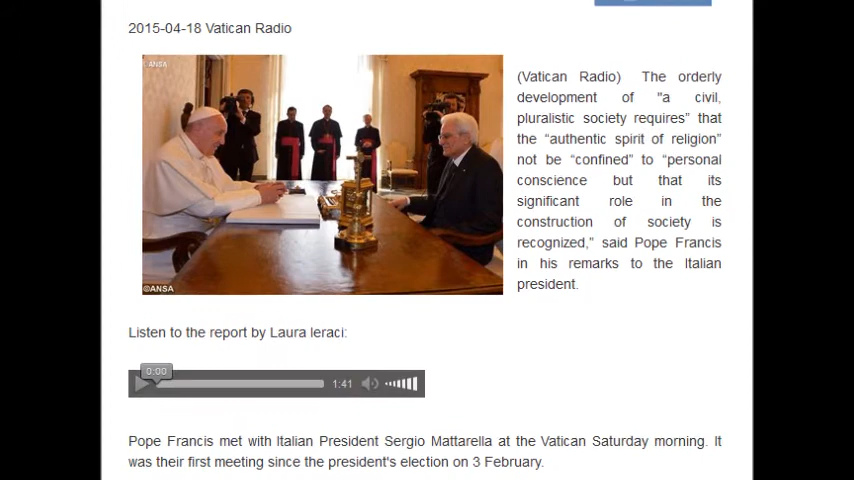 2015-04-18 Vatican Radio
ANSA
(Vatican Radio) The orderly
development of "a civil,
pluralistic society requires” that
the “authentic spirit of religion”
not be “confined” to “personal
conscience but that its
significant role in the
construction of society is
recognized,” said Pope Francis
in his remarks to the Italian
president.
©ANSA
Listen to the report by Laura Ieraci:
0:00
1:41
Pope Francis met with Italian President Sergio Mattarella at the Vatican Saturday morning. It
was their first meeting since the president's election on 3 February.